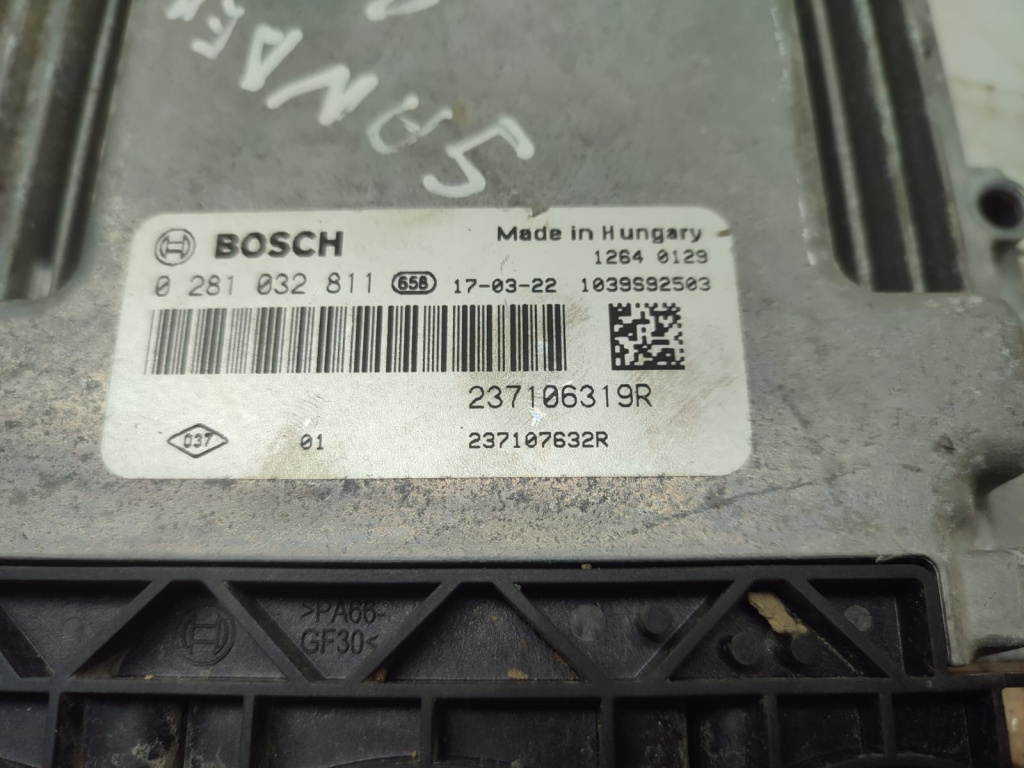 BOSCH
Made in Hungary
1264 0129
0 281 032 811 658 17-03-22 1039S92503
237106319R
037 01 237107632R
>PA66-
GF30<